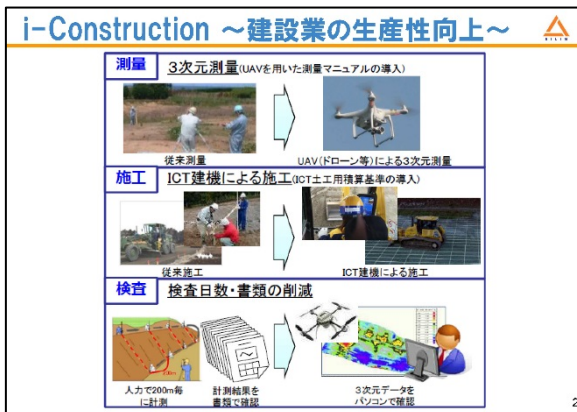 i-Construction ～建設業の生産性向上～
測量
3次元測量(UAVを用いた測量マニュアルの導入)
従来測量
UAV(ドローン等)による3次元測量
施工
ICT建機による施工(ICT土工用積算基準の導入)
従来施工
ICT建機による施工
検査
検査日数・書類の削減
200m
人力で200m毎
に計測
計測結果を
書類で確認
3次元データを
パソコンで確認
2